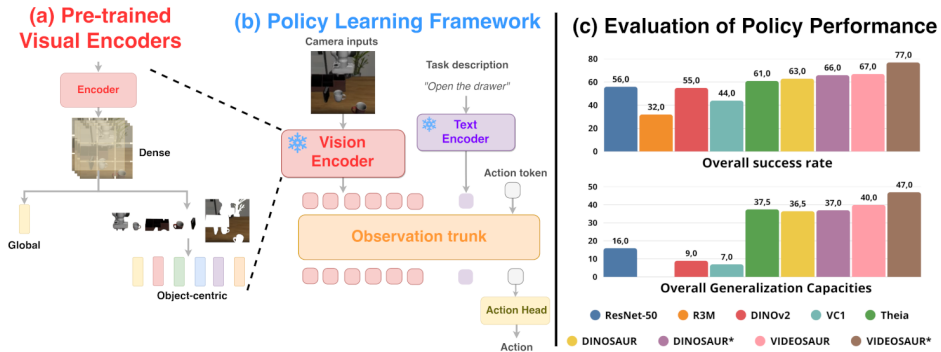 (a) Pre-trained
Visual Encoders
Encoder
Dense
Global
Object-centric
(b) Policy Learning Framework
Camera inputs
Task description
"Open the drawer"
Vision
Encoder
Text
Encoder
Action token
Observation trunk
Action Head
Action
(c) Evaluation of Policy Performance
80
60
40
20
0
56,0
32,0
55,0
44,0
61,0
63,0
66,0
67,0
77,0
Overall success rate
50
40
30
20
10
0
16,0
9,0
7,0
37,5
36,5
37,0
40,0
47,0
Overall Generalization Capacities
ResNet-50 R3M DINOv2 VC1 Theia
DINOSAUR DINOSAUR* VIDEOSAUR VIDEOSAUR*